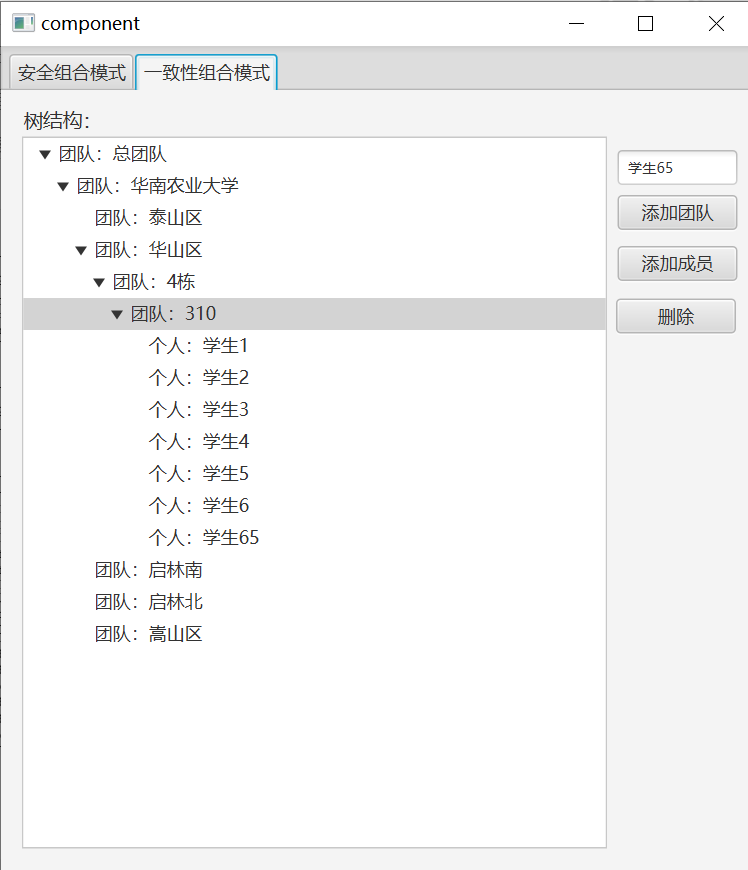 component
安全组合模式 一致性组合模式
树结构：
团队：总团队
团队：华南农业大学
团队：泰山区
团队：华山区
团队：4栋
团队：310
个人：学生1
个人：学生2
个人：学生3
个人：学生4
个人：学生5
个人：学生6
个人：学生65
团队：启林南
团队：启林北
团队：嵩山区
学生65
添加团队
添加成员
删除